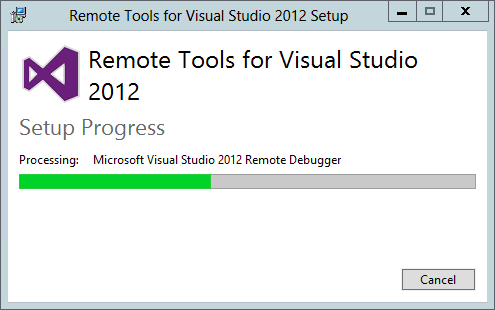 Remote Tools for Visual Studio 2012 Setup
Remote Tools for Visual Studio
2012
Setup Progress
Processing: Microsoft Visual Studio 2012 Remote Debugger
Cancel